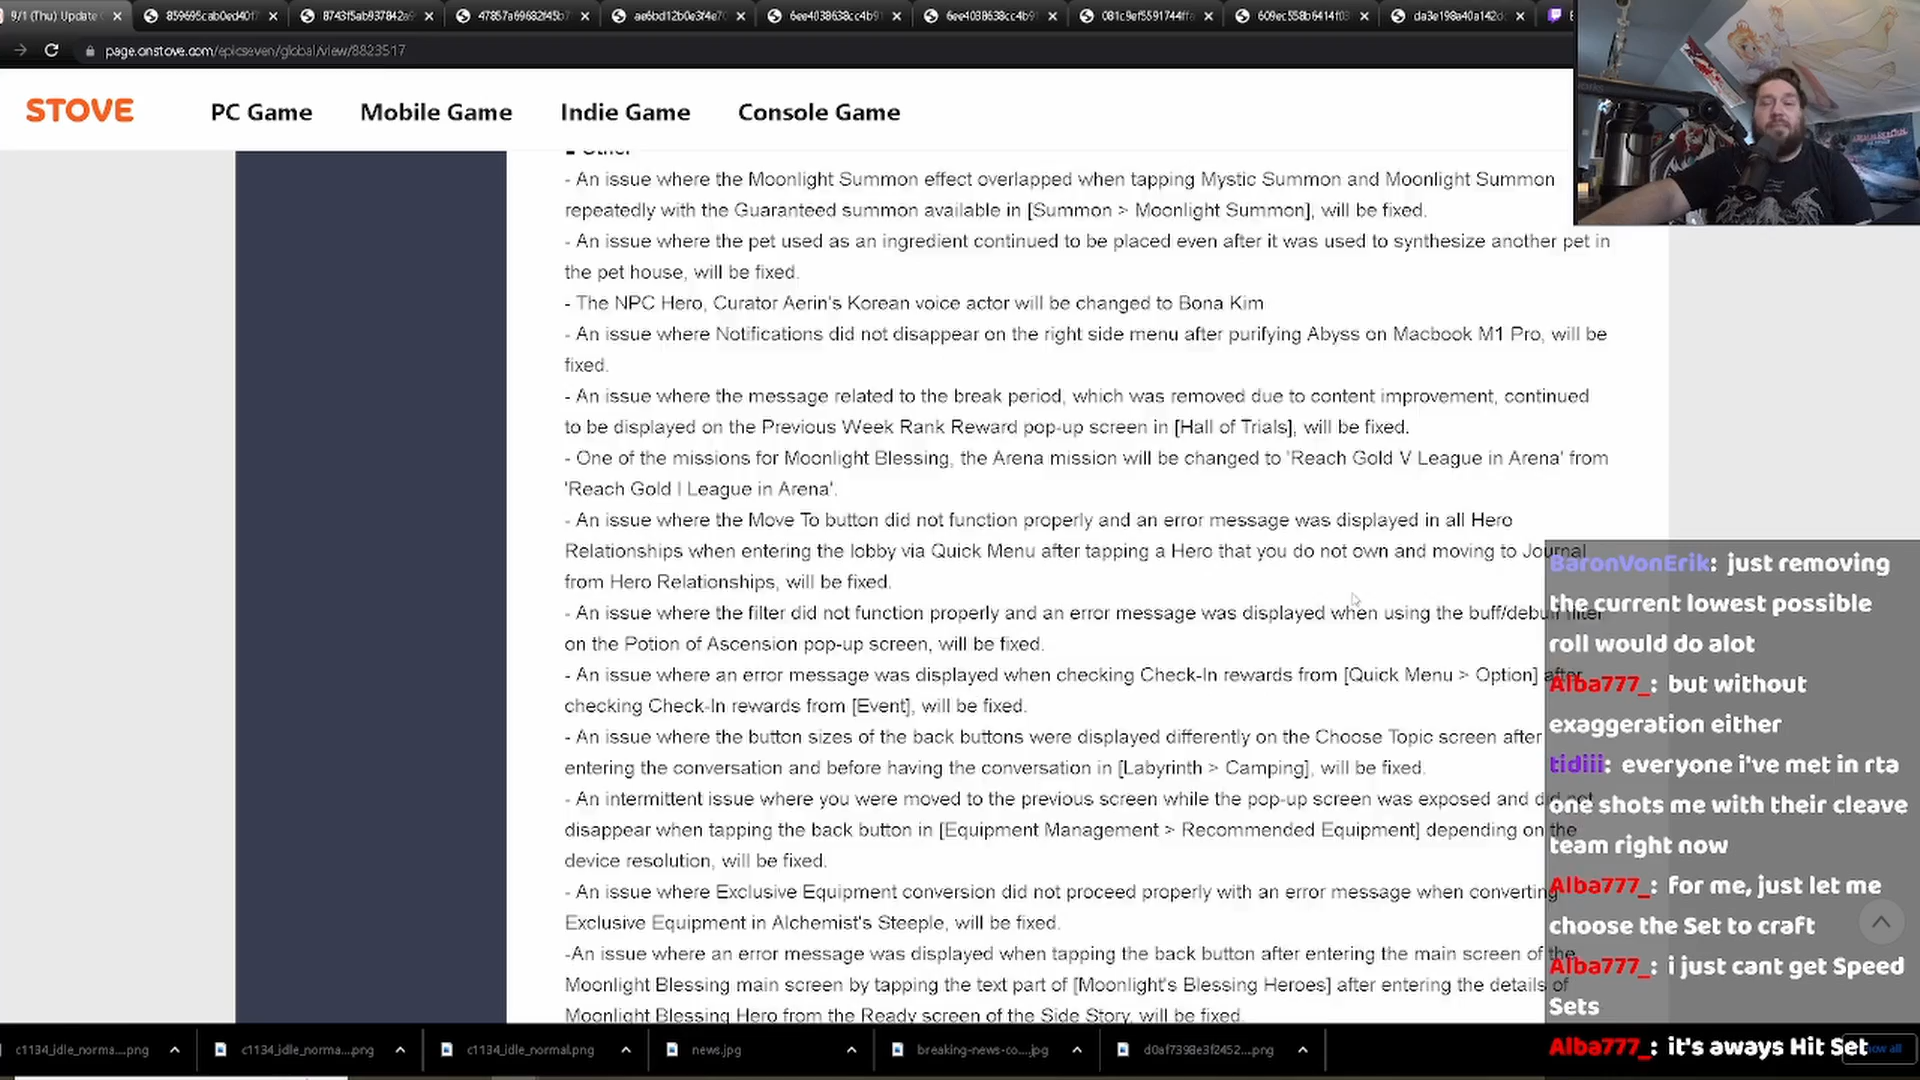 9/1 (Thu) Update
859695cab0ed40f
8743f5ab937842a
47857a69682f45b7
ae6bd12b0e3f4e7
6ee4038638cc4b9
6ee4038638cc4b9
081c9ef5591744ff
609ec558b6414f03
da3e198a40a142d
page.onstove.com/epicseven/global/view/8823517
STOVE
PC Game
Mobile Game
Indie Game
Console Game
- An issue where the Moonlight Summon effect overlapped when tapping Mystic Summon and Moonlight Summon
repeatedly with the Guaranteed summon available in [Summon > Moonlight Summon], will be fixed.
- An issue where the pet used as an ingredient continued to be placed even after it was used to synthesize another pet in
the pet house, will be fixed.
- The NPC Hero, Curator Aerin's Korean voice actor will be changed to Bona Kim
- An issue where Notifications did not disappear on the right side menu after purifying Abyss on Macbook M1 Pro, will be
fixed.
- An issue where the message related to the break period, which was removed due to content improvement, continued
to be displayed on the Previous Week Rank Reward pop-up screen in [Hall of Trials], will be fixed.
- One of the missions for Moonlight Blessing, the Arena mission will be changed to 'Reach Gold V League in Arena' from
'Reach Gold I League in Arena'.
- An issue where the Move To button did not function properly and an error message was displayed in all Hero
Relationships when entering the lobby via Quick Menu after tapping a Hero that you do not own and moving to Journal
from Hero Relationships, will be fixed.
- An issue where the filter did not function properly and an error message was displayed when using the buff/debuff filter
on the Potion of Ascension pop-up screen, will be fixed.
- An issue where an error message was displayed when checking Check-In rewards from [Quick Menu > Option] after
checking Check-In rewards from [Event], will be fixed.
- An issue where the button sizes of the back buttons were displayed differently on the Choose Topic screen after
entering the conversation and before having the conversation in [Labyrinth > Camping], will be fixed.
- An intermittent issue where you were moved to the previous screen while the pop-up screen was exposed and did not
disappear when tapping the back button in [Equipment Management > Recommended Equipment] depending on the
device resolution, will be fixed.
- An issue where Exclusive Equipment conversion did not proceed properly with an error message when converting
Exclusive Equipment in Alchemist's Steeple, will be fixed.
-An issue where an error message was displayed when tapping the back button after entering the main screen of the
Moonlight Blessing main screen by tapping the text part of [Moonlight's Blessing Heroes] after entering the details of
Moonlight Blessing Hero from the Ready screen of the Side Story, will be fixed.
BaronVonErik: just removing
the current lowest possible
roll would do alot
Alba777_: but without
exaggeration either
tidiii: everyone i've met in rta
one shots me with their cleave
team right now
Alba777_: for me, just let me
choose the Set to craft
Alba777_: i just cant get Speed
Sets
Alba777_: it's aways Hit Set
c1134_idle_norma....png
c1134_idle_norma....png
c1134_idle_normal.png
news.jpg
breaking-news-co....jpg
d0af7398e3f2452....png